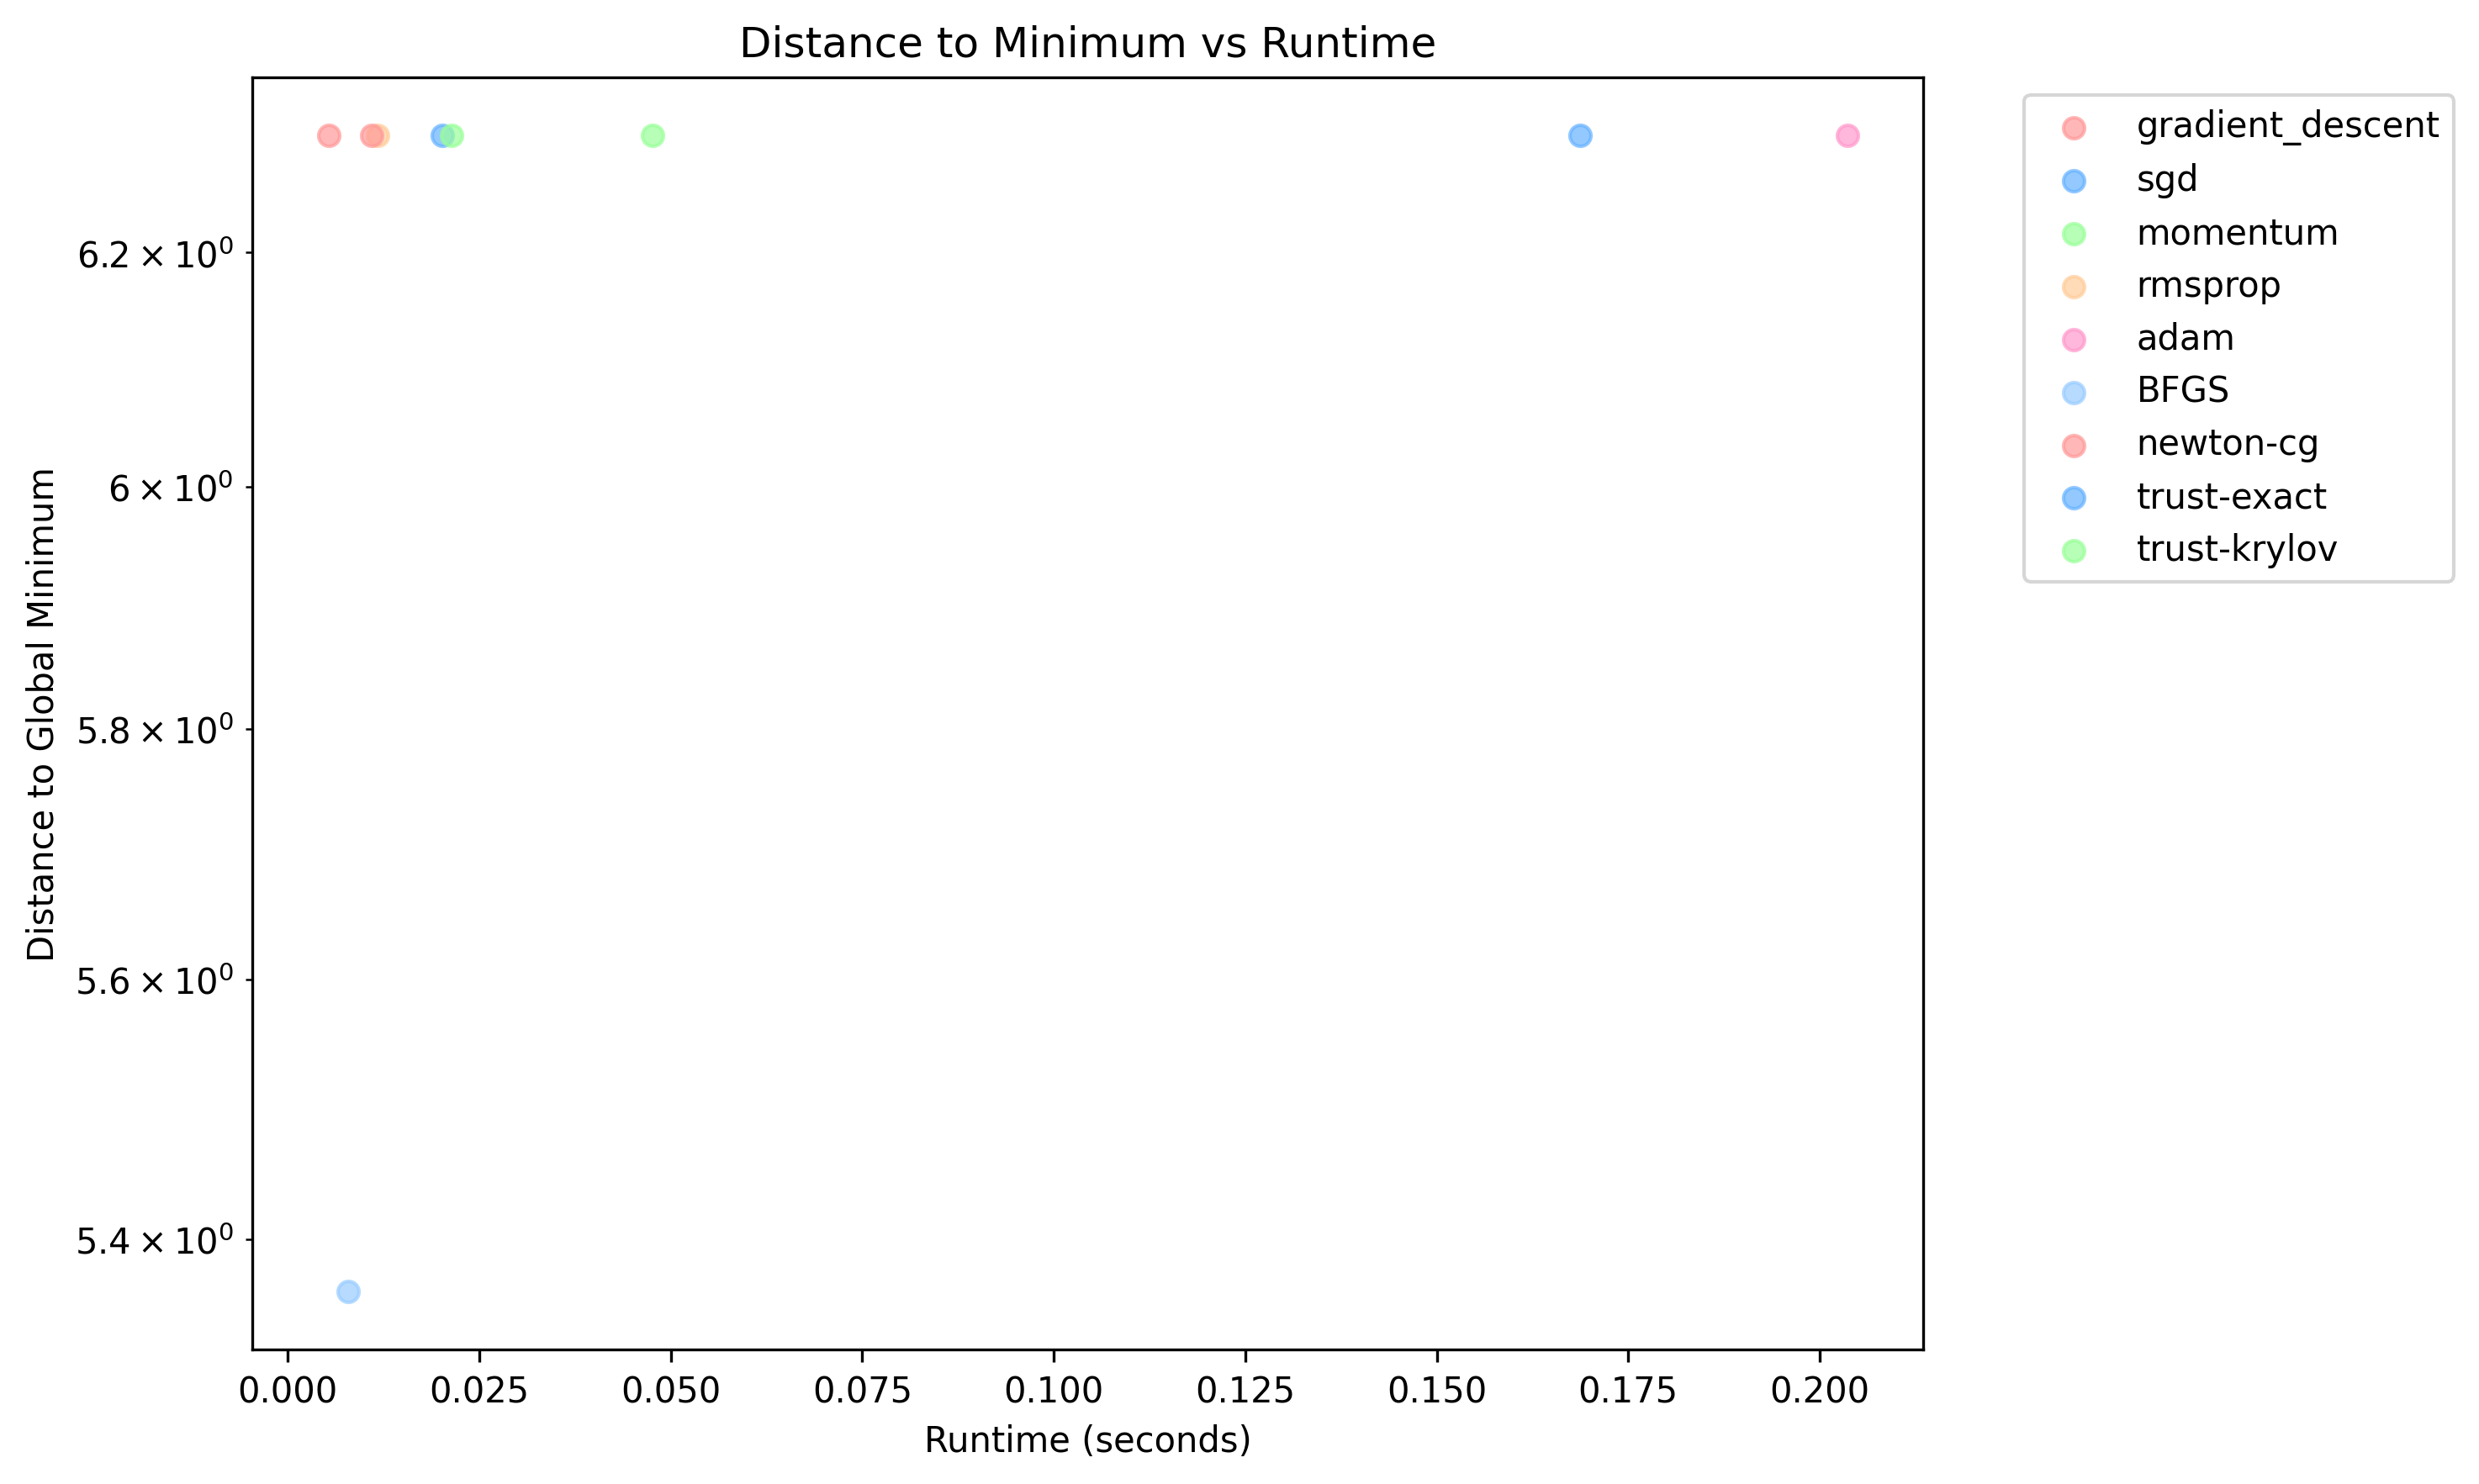 Distance to Minimum vs Runtime
Distance to Global Minimum
6.2 × 10⁰
6 × 10⁰
5.8 × 10⁰
5.6 × 10⁰
5.4 × 10⁰
0.000 0.025 0.050 0.075 0.100 0.125 0.150 0.175 0.200
Runtime (seconds)
gradient_descent
sgd
momentum
rmsprop
adam
BFGS
newton-cg
trust-exact
trust-krylov